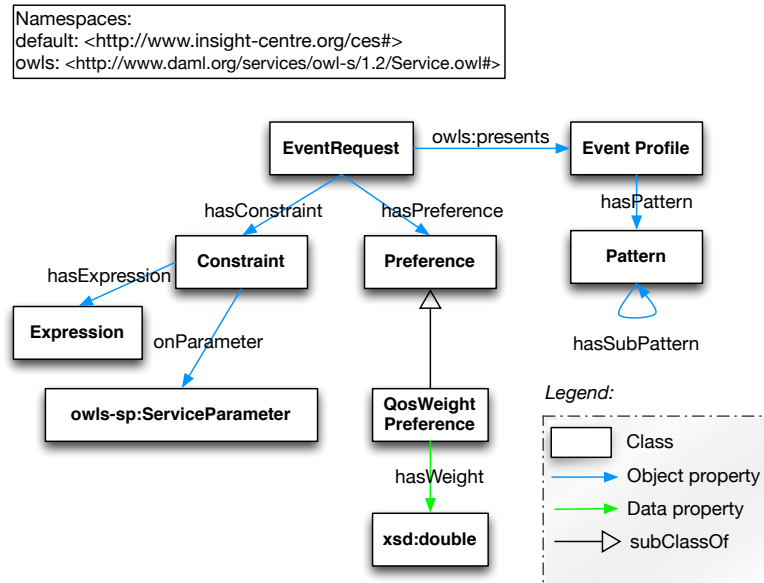 Namespaces:
default: <http://www.insight-centre.org/ces#>
owls: <http://www.daml.org/services/owl-s/1.2/Service.owl#>
EventRequest
owls:presents
Event Profile
hasConstraint
hasPreference
hasPattern
Constraint
Preference
Pattern
hasExpression
Expression
onParameter
hasSubPattern
owls-sp:ServiceParameter
QosWeight
Preference
hasWeight
xsd:double
Legend:
Class
Object property
Data property
subClassOf